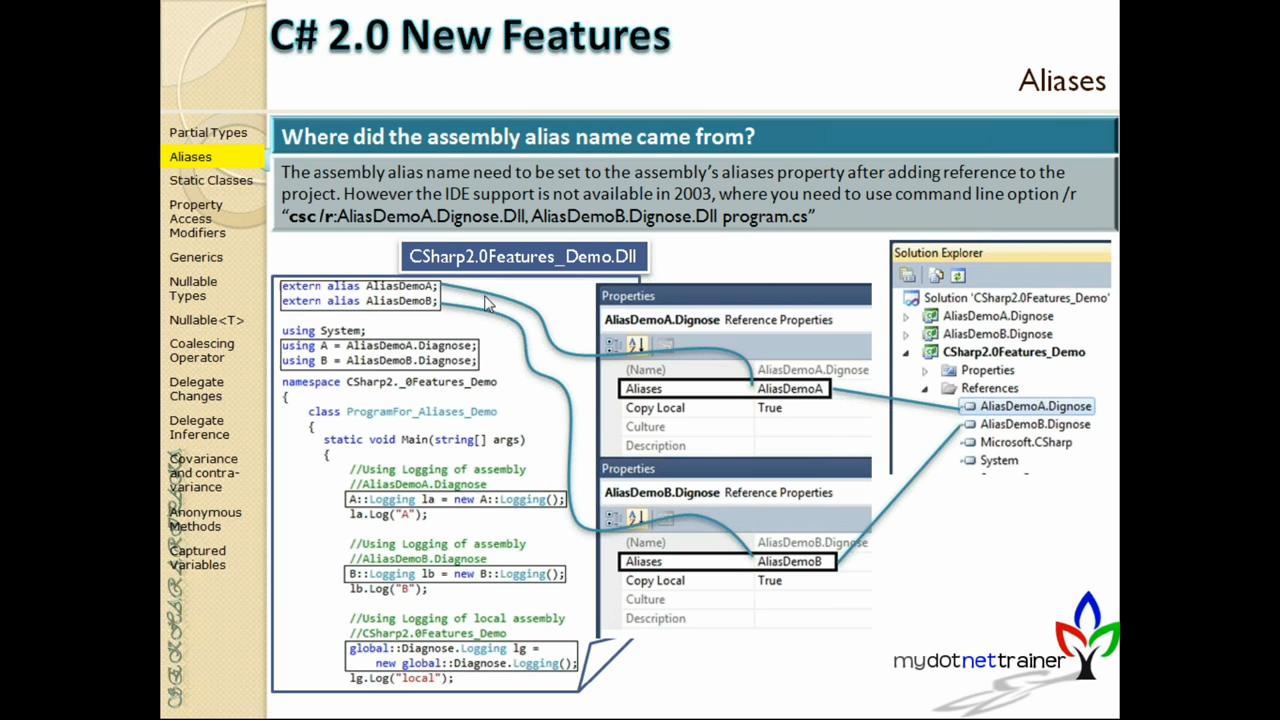 C# 2.0 New Features
Aliases
Partial Types
Aliases
Static Classes
Property
Access
Modifiers
Generics
Nullable
Types
Nullable<T>
Coalescing
Operator
Delegate
Changes
Delegate
Inference
Covariance
and contra-
variance
Anonymous
Methods
Captured
Variables
Where did the assembly alias name came from?
The assembly alias name need to be set to the assembly's aliases property after adding reference to the
project. However the IDE support is not available in 2003, where you need to use command line option /r
"csc /r:AliasDemoA.Dignose.Dll, AliasDemoB.Dignose.Dll program.cs"
CSharp2.0Features_Demo.Dll
extern alias AliasDemoA;
extern alias AliasDemoB;
using System;
using A = AliasDemoA.Diagnose;
using B = AliasDemoB.Diagnose;
namespace CSharp2._0Features_Demo
{
class ProgramFor_Aliases_Demo
{
static void Main(string[] args)
{
//Using Logging of assembly
//AliasDemoA.Diagnose
A::Logging la = new A::Logging();
la.Log("A");
//Using Logging of assembly
//AliasDemoB.Diagnose
B::Logging lb = new B::Logging();
lb.Log("B");
//Using Logging of local assembly
//CSharp2.0Features_Demo
global::Diagnose.Logging lg =
new global::Diagnose.Logging();
lg.Log("local");
Properties
AliasDemoA.Dignose Reference Properties
(Name) AliasDemoA.Dignose
Aliases AliasDemoA
Copy Local True
Culture
Description
Properties
AliasDemoB.Dignose Reference Properties
(Name) AliasDemoB.Dignose
Aliases AliasDemoB
Copy Local True
Culture
Description
Solution Explorer
Solution 'CSharp2.0Features_Demo'
AliasDemoA.Dignose
AliasDemoB.Dignose
CSharp2.0Features_Demo
Properties
References
AliasDemoA.Dignose
AliasDemoB.Dignose
Microsoft.CSharp
System
mydotnettrainer